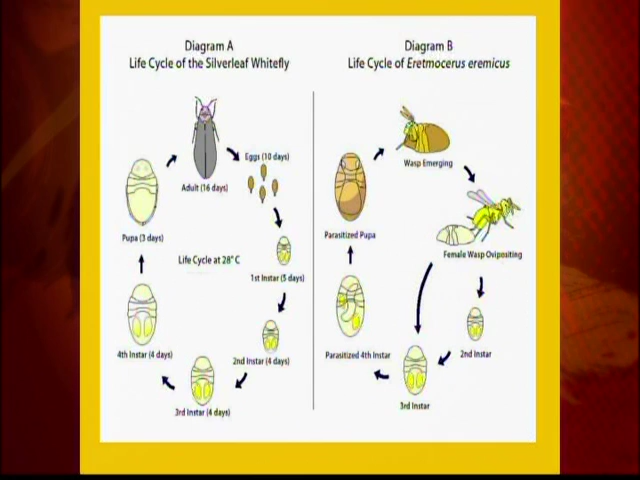 Diagram A
Life Cycle of the Silverleaf Whitefly
Adult (16 days)
Eggs (10 days)
1st Instar (5 days)
2nd Instar (4 days)
3rd Instar (4 days)
4th Instar (4 days)
Pupa (3 days)
Life Cycle at 28° C
Diagram B
Life Cycle of Eretmocerus eremicus
Wasp Emerging
Female Wasp Ovipositing
2nd Instar
3rd Instar
Parasitized 4th Instar
Parasitized Pupa